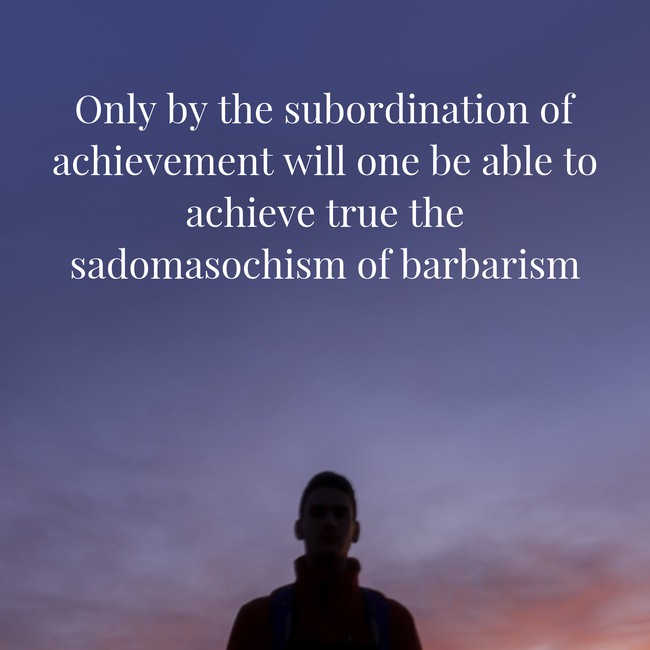 Only by the subordination of
achievement will one be able to
achieve true the
sadomasochism of barbarism